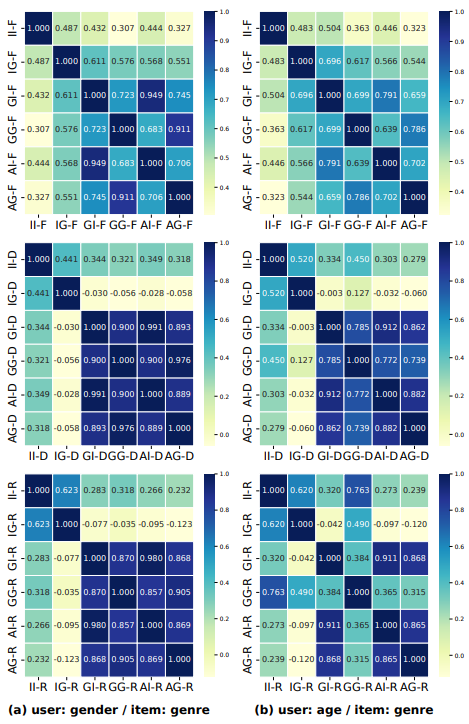 II-F 1.000 0.487 0.432 0.307 0.444 0.327
IG-F 0.487 1.000 0.611 0.576 0.568 0.551
GI-F 0.432 0.611 1.000 0.723 0.949 0.745
GG-F 0.307 0.576 0.723 1.000 0.683 0.911
AI-F 0.444 0.568 0.949 0.683 1.000 0.706
AG-F 0.327 0.551 0.745 0.911 0.706 1.000
II-F IG-F GI-F GG-F AI-F AG-F
1.0
0.9
0.8
0.7
0.6
0.5
0.4
II-F 1.000 0.483 0.504 0.363 0.446 0.323
IG-F 0.483 1.000 0.696 0.617 0.566 0.544
GI-F 0.504 0.696 1.000 0.699 0.791 0.659
GG-F 0.363 0.617 0.699 1.000 0.639 0.786
AI-F 0.446 0.566 0.791 0.639 1.000 0.702
AG-F 0.323 0.544 0.659 0.786 0.702 1.000
II-F IG-F GI-F GG-F AI-F AG-F
1.0
0.9
0.8
0.7
0.6
0.5
0.4
II-D 1.000 0.441 0.344 0.321 0.349 0.318
IG-D 0.441 1.000 -0.030 -0.056 -0.028 -0.058
GI-D 0.344 -0.030 1.000 0.900 0.991 0.893
GG-D 0.321 -0.056 0.900 1.000 0.900 0.976
AI-D 0.349 -0.028 0.991 0.900 1.000 0.889
AG-D 0.318 -0.058 0.893 0.976 0.889 1.000
II-D IG-D GI-D GG-D AI-D AG-D
1.0
0.8
0.6
0.4
0.2
0.0
II-D 1.000 0.520 0.334 0.450 0.303 0.279
IG-D 0.520 1.000 -0.003 0.127 -0.032 -0.060
GI-D 0.334 -0.003 1.000 0.785 0.912 0.862
GG-D 0.450 0.127 0.785 1.000 0.772 0.739
AI-D 0.303 -0.032 0.912 0.772 1.000 0.882
AG-D 0.279 -0.060 0.862 0.739 0.882 1.000
II-D IG-D GI-D GG-D AI-D AG-D
1.0
0.8
0.6
0.4
0.2
0.0
II-R 1.000 0.623 0.283 0.318 0.266 0.232
IG-R 0.623 1.000 -0.077 -0.035 -0.095 -0.123
GI-R 0.283 -0.077 1.000 0.870 0.980 0.868
GG-R 0.318 -0.035 0.870 1.000 0.857 0.905
AI-R 0.266 -0.095 0.980 0.857 1.000 0.869
AG-R 0.232 -0.123 0.868 0.905 0.869 1.000
II-R IG-R GI-R GG-R AI-R AG-R
1.0
0.8
0.6
0.4
0.2
0.0
II-R 1.000 0.620 0.320 0.763 0.273 0.239
IG-R 0.620 1.000 -0.042 0.490 -0.097 -0.120
GI-R 0.320 -0.042 1.000 0.384 0.911 0.868
GG-R 0.763 0.490 0.384 1.000 0.365 0.315
AI-R 0.273 -0.097 0.911 0.365 1.000 0.865
AG-R 0.239 -0.120 0.868 0.315 0.865 1.000
II-R IG-R GI-R GG-R AI-R AG-R
1.0
0.8
0.6
0.4
0.2
0.0
(a) user: gender / item: genre
(b) user: age / item: genre